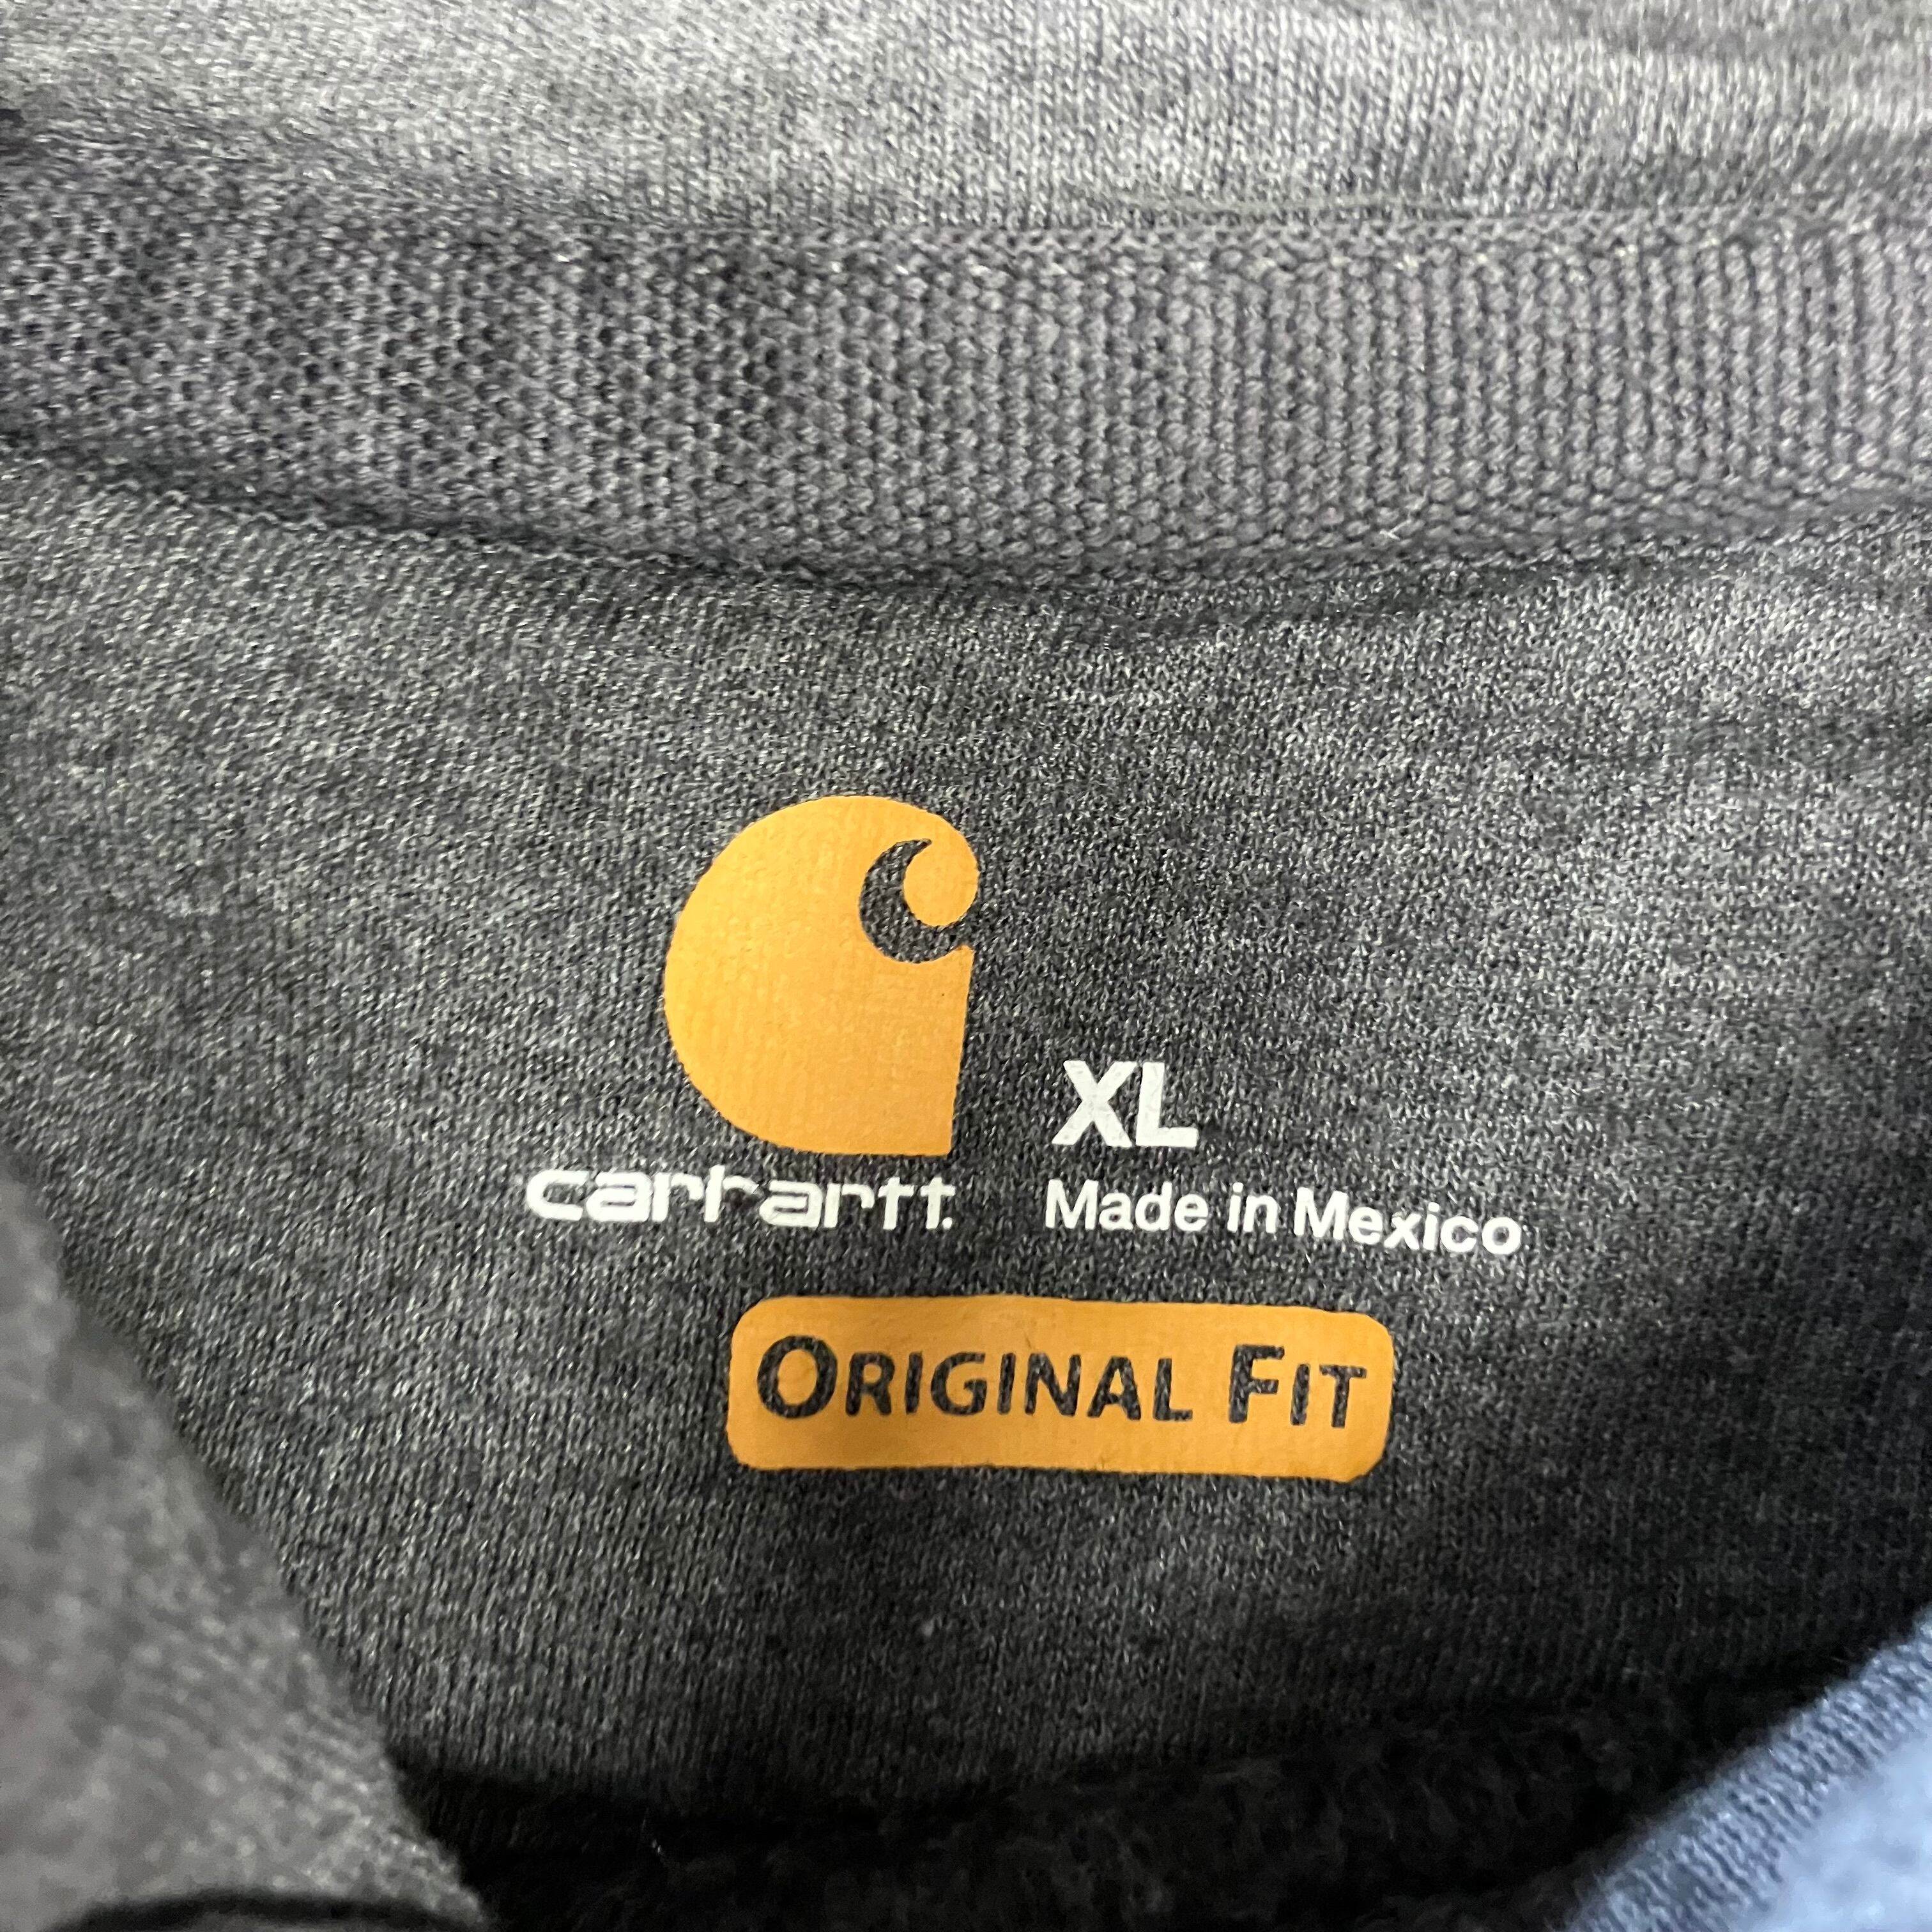 XL
carhartt.
Made in Mexico
ORIGINAL FIT